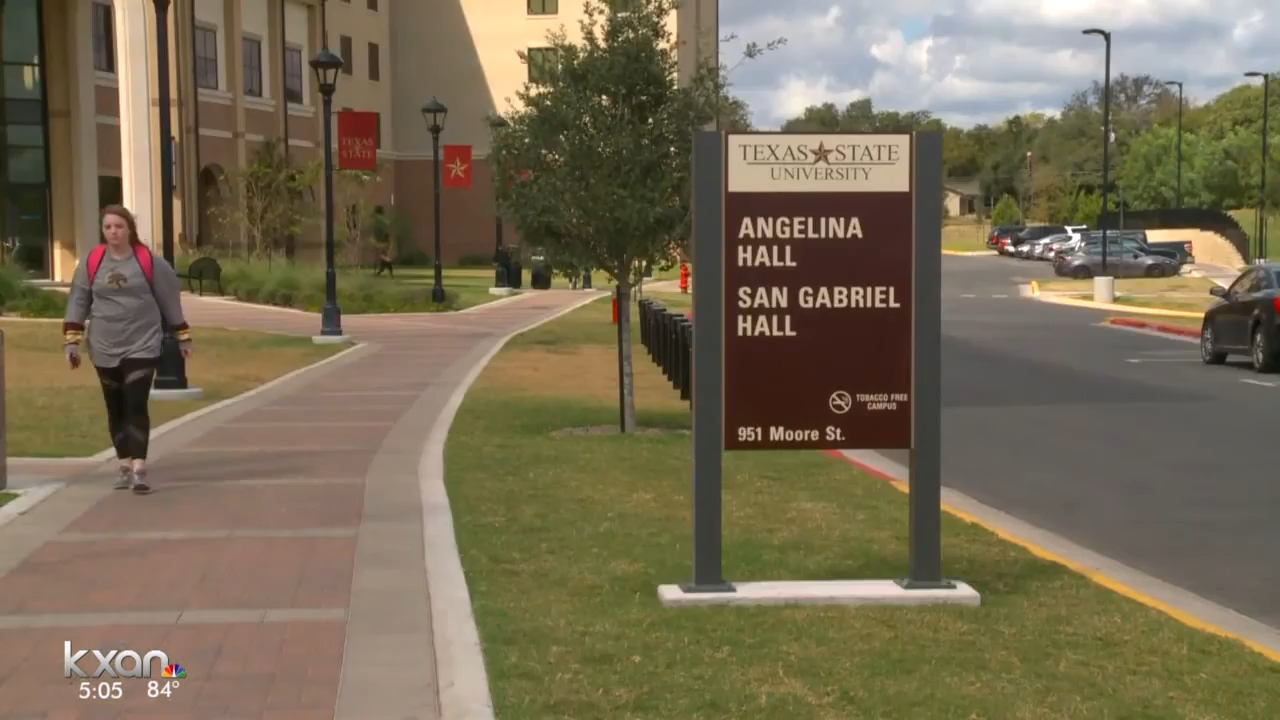 TEXAS
STATE
TEXAS STATE
UNIVERSITY
ANGELINA
HALL
SAN GABRIEL
HALL
TOBACCO FREE
CAMPUS
951 Moore St.
kxan
5:05 84°